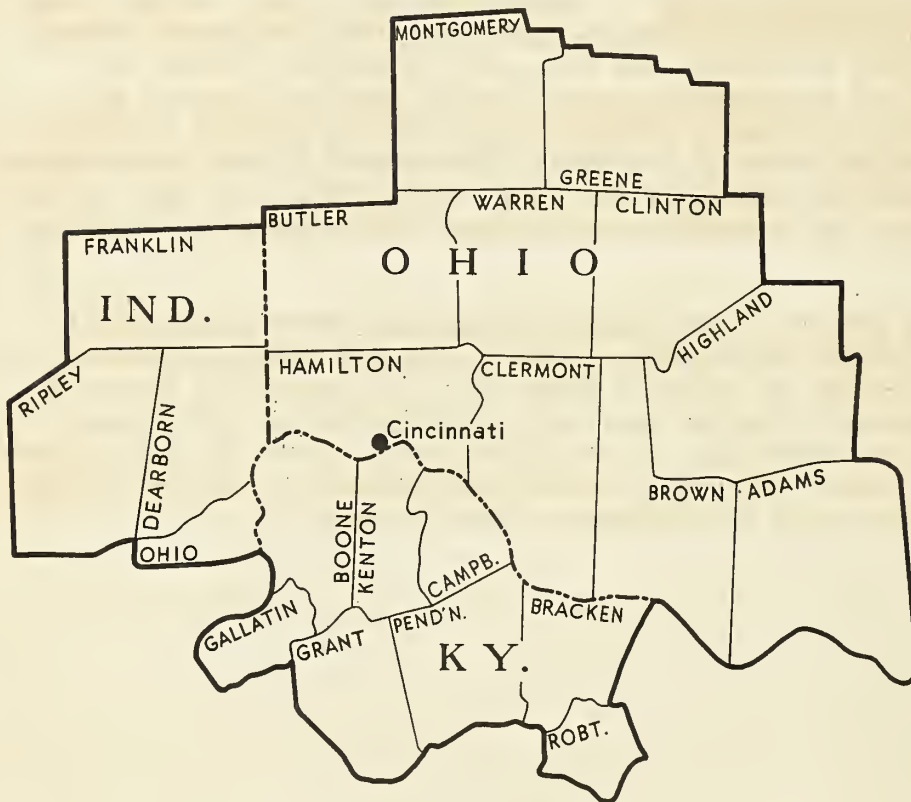 MONTGOMERY
GREENE
WARREN
CLINTON
BUTLER
FRANKLIN
OHIO
IND.
HIGHLAND
HAMILTON
CLERMONT
RIPLEY
Cincinnati
DEARBORN
BROWN
ADAMS
OHIO
BOONE
KENTON
CAMPB.
GALLATIN
GRANT
PEND'N.
BRACKEN
KY.
ROBT.